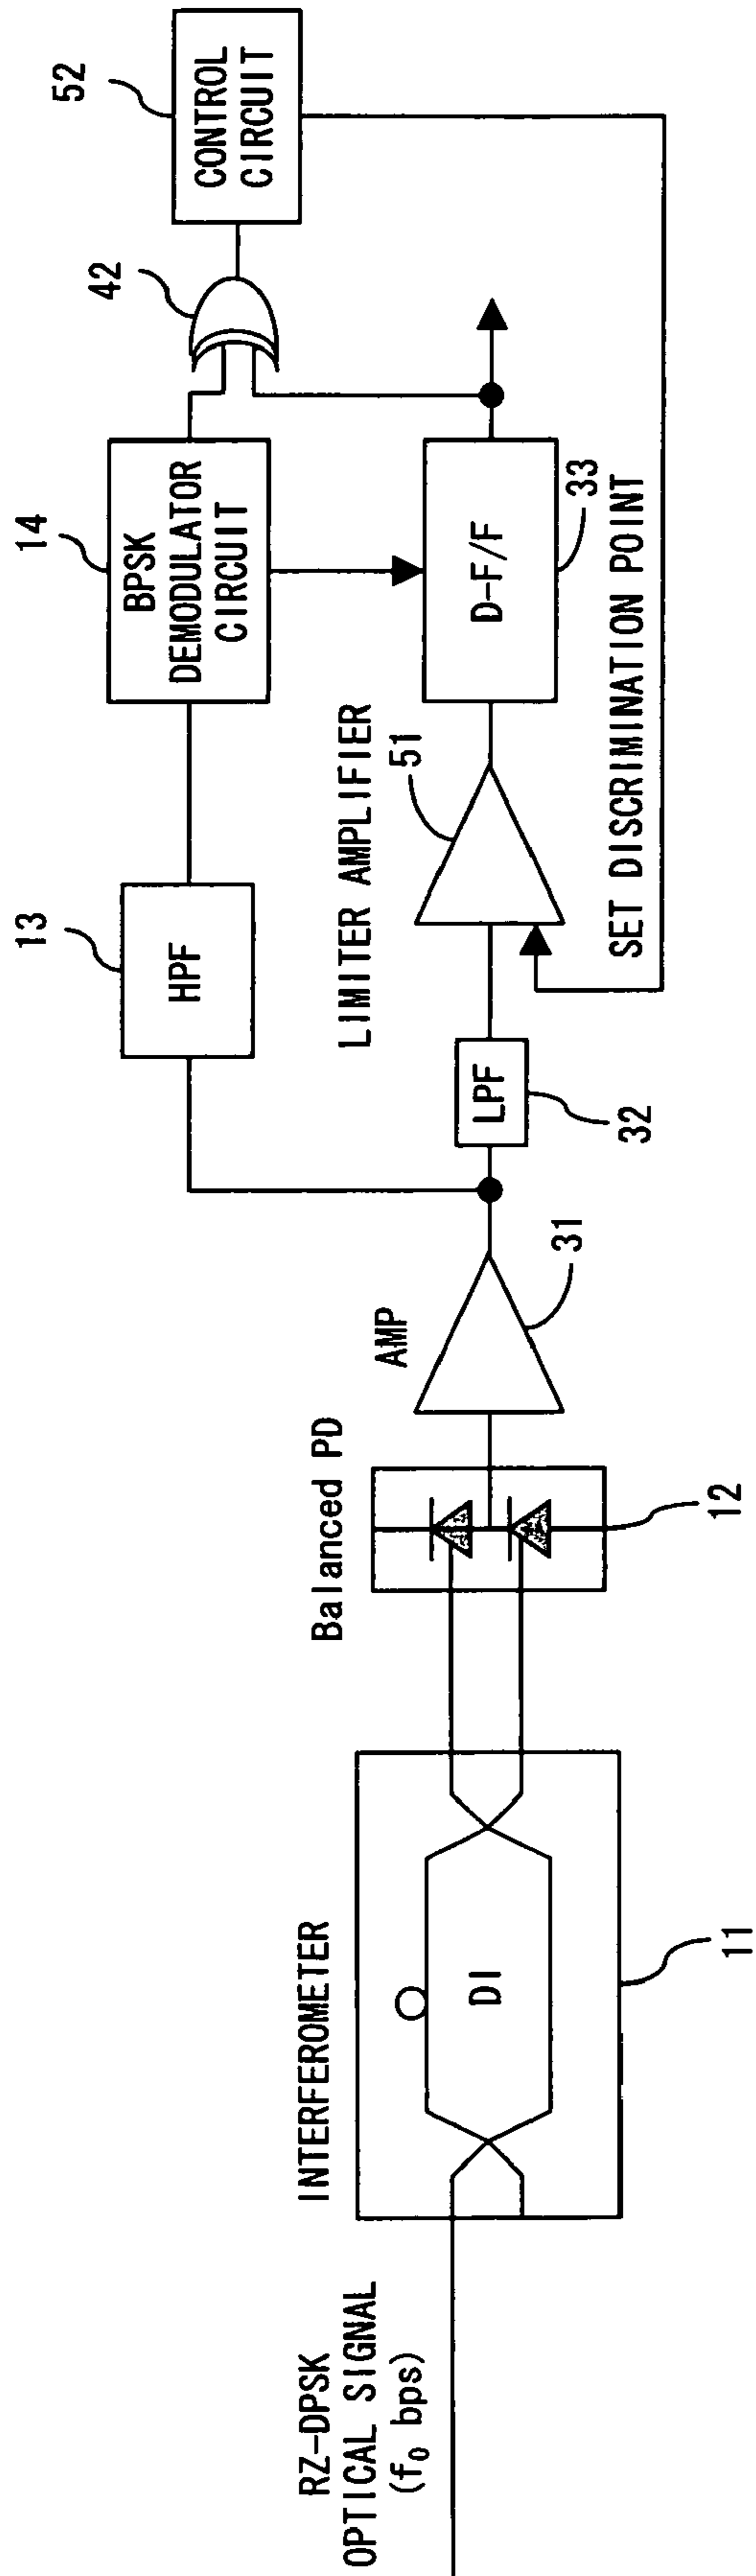 RZ-DPSK
OPTICAL SIGNAL
(f0 bps)
INTERFEROMETER
DI
11
Balanced PD
12
AMP
31
LPF
32
HPF
13
LIMITER AMPLIFIER
51
SET DISCRIMINATION POINT
BPSK
DEMODULATOR
CIRCUIT
14
D-F/F
33
42
CONTROL
CIRCUIT
52